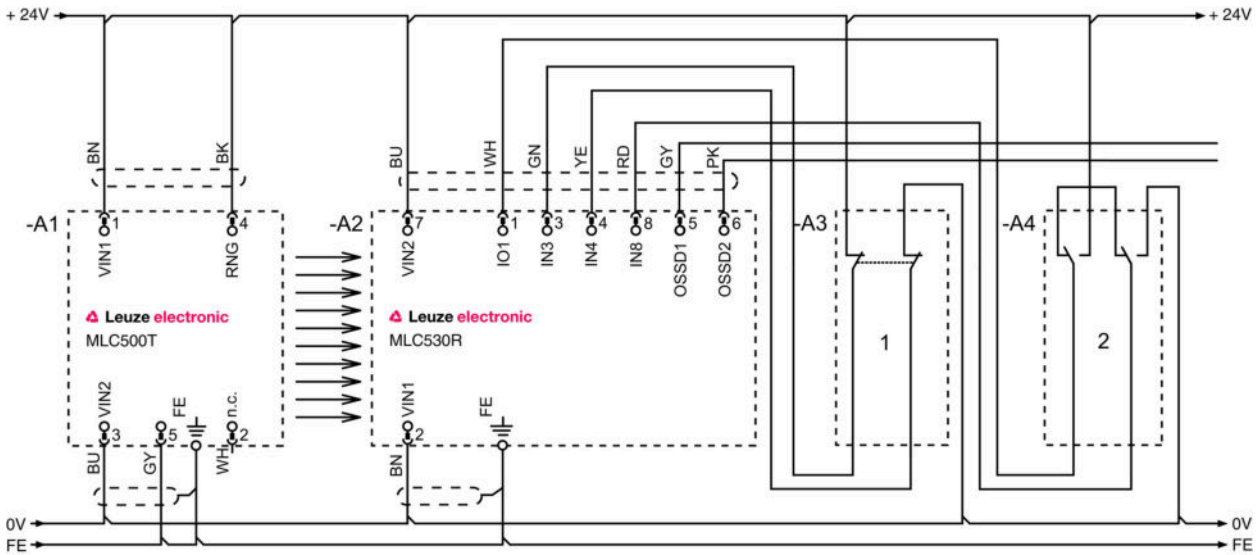 + 24V
+ 24V
BN
BK
BU
WH
GN
YE
RD
GY
PK
-A1
1
4
-A2
7
1
3
4
8
5
6
-A3
-A4
VIN1
RNG
VIN2
IO1
IN3
IN4
IN8
OSSD1
OSSD2
Leuze electronic
MLC500T
Leuze electronic
MLC530R
1
2
VIN2
FE
n.c.
VIN1
FE
3
5
2
2
BU
GY
WH
BN
0V
0V
FE
FE